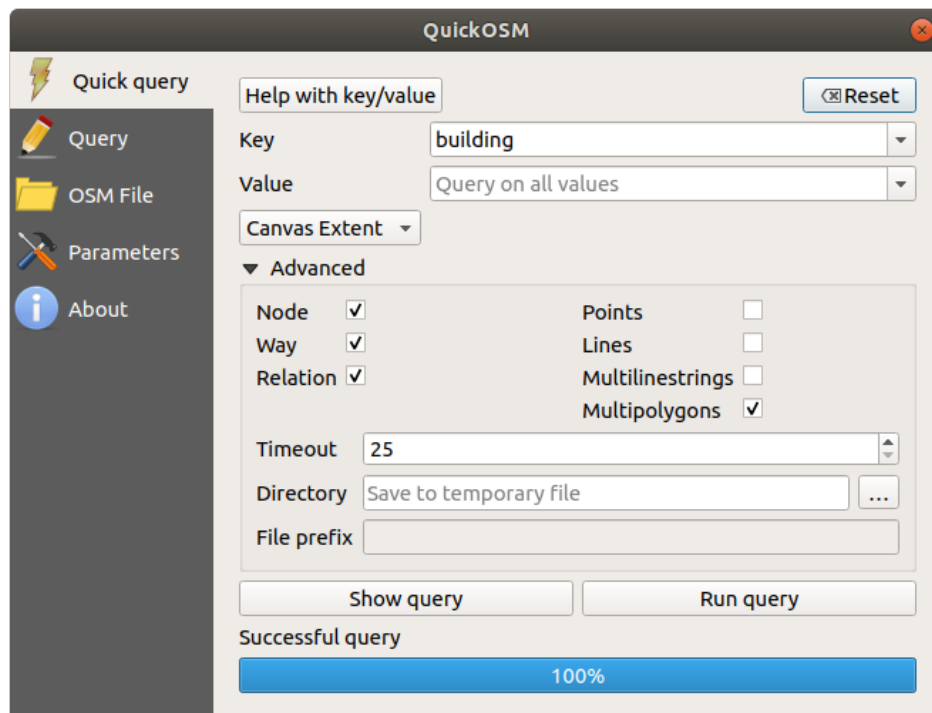 QuickOSM
Quick query
Query
OSM File
Parameters
About
Help with key/value
Reset
Key
building
Value
Query on all values
Canvas Extent
Advanced
Node
Points
Way
Lines
Relation
Multilinestrings
Multipolygons
Timeout
25
Directory
Save to temporary file
...
File prefix
Show query
Run query
Successful query
100%